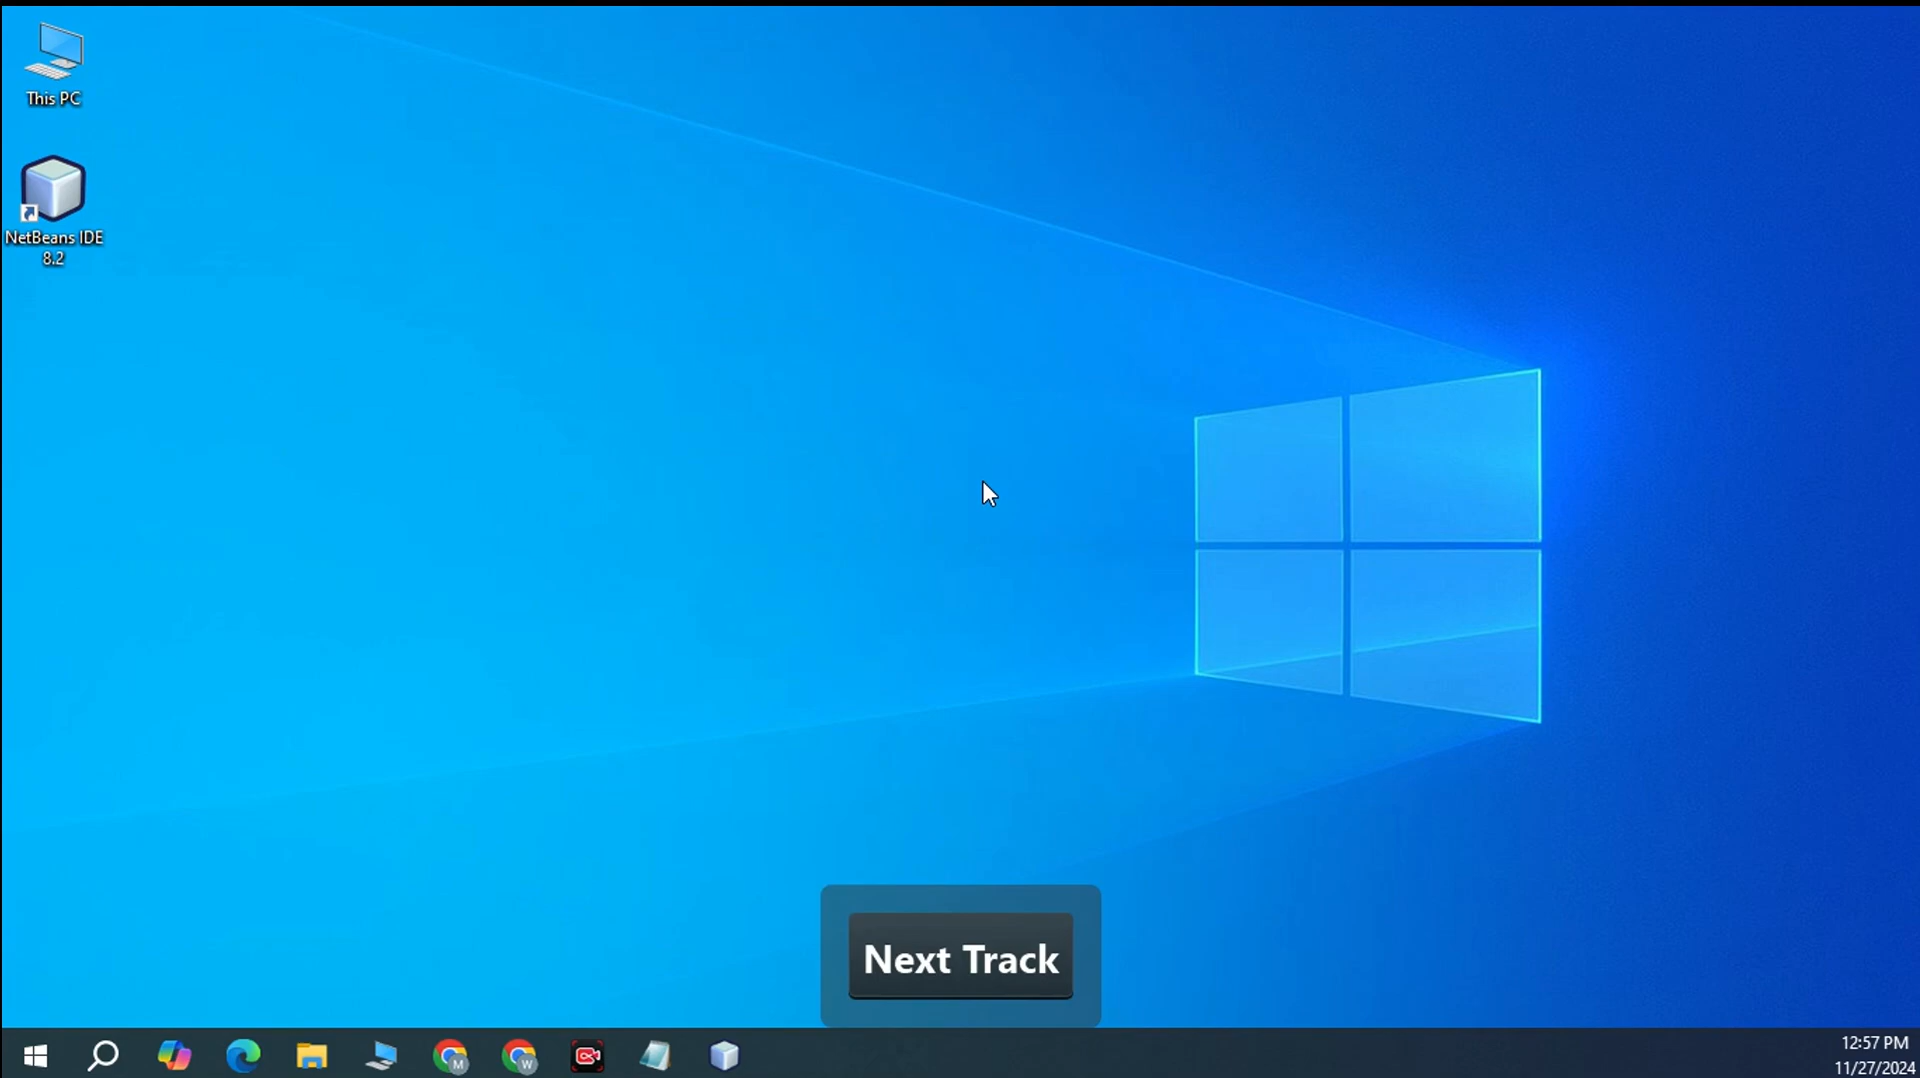 This PC
NetBeans IDE
8.2
Next Track
M
W
12:57 PM
11/27/2024